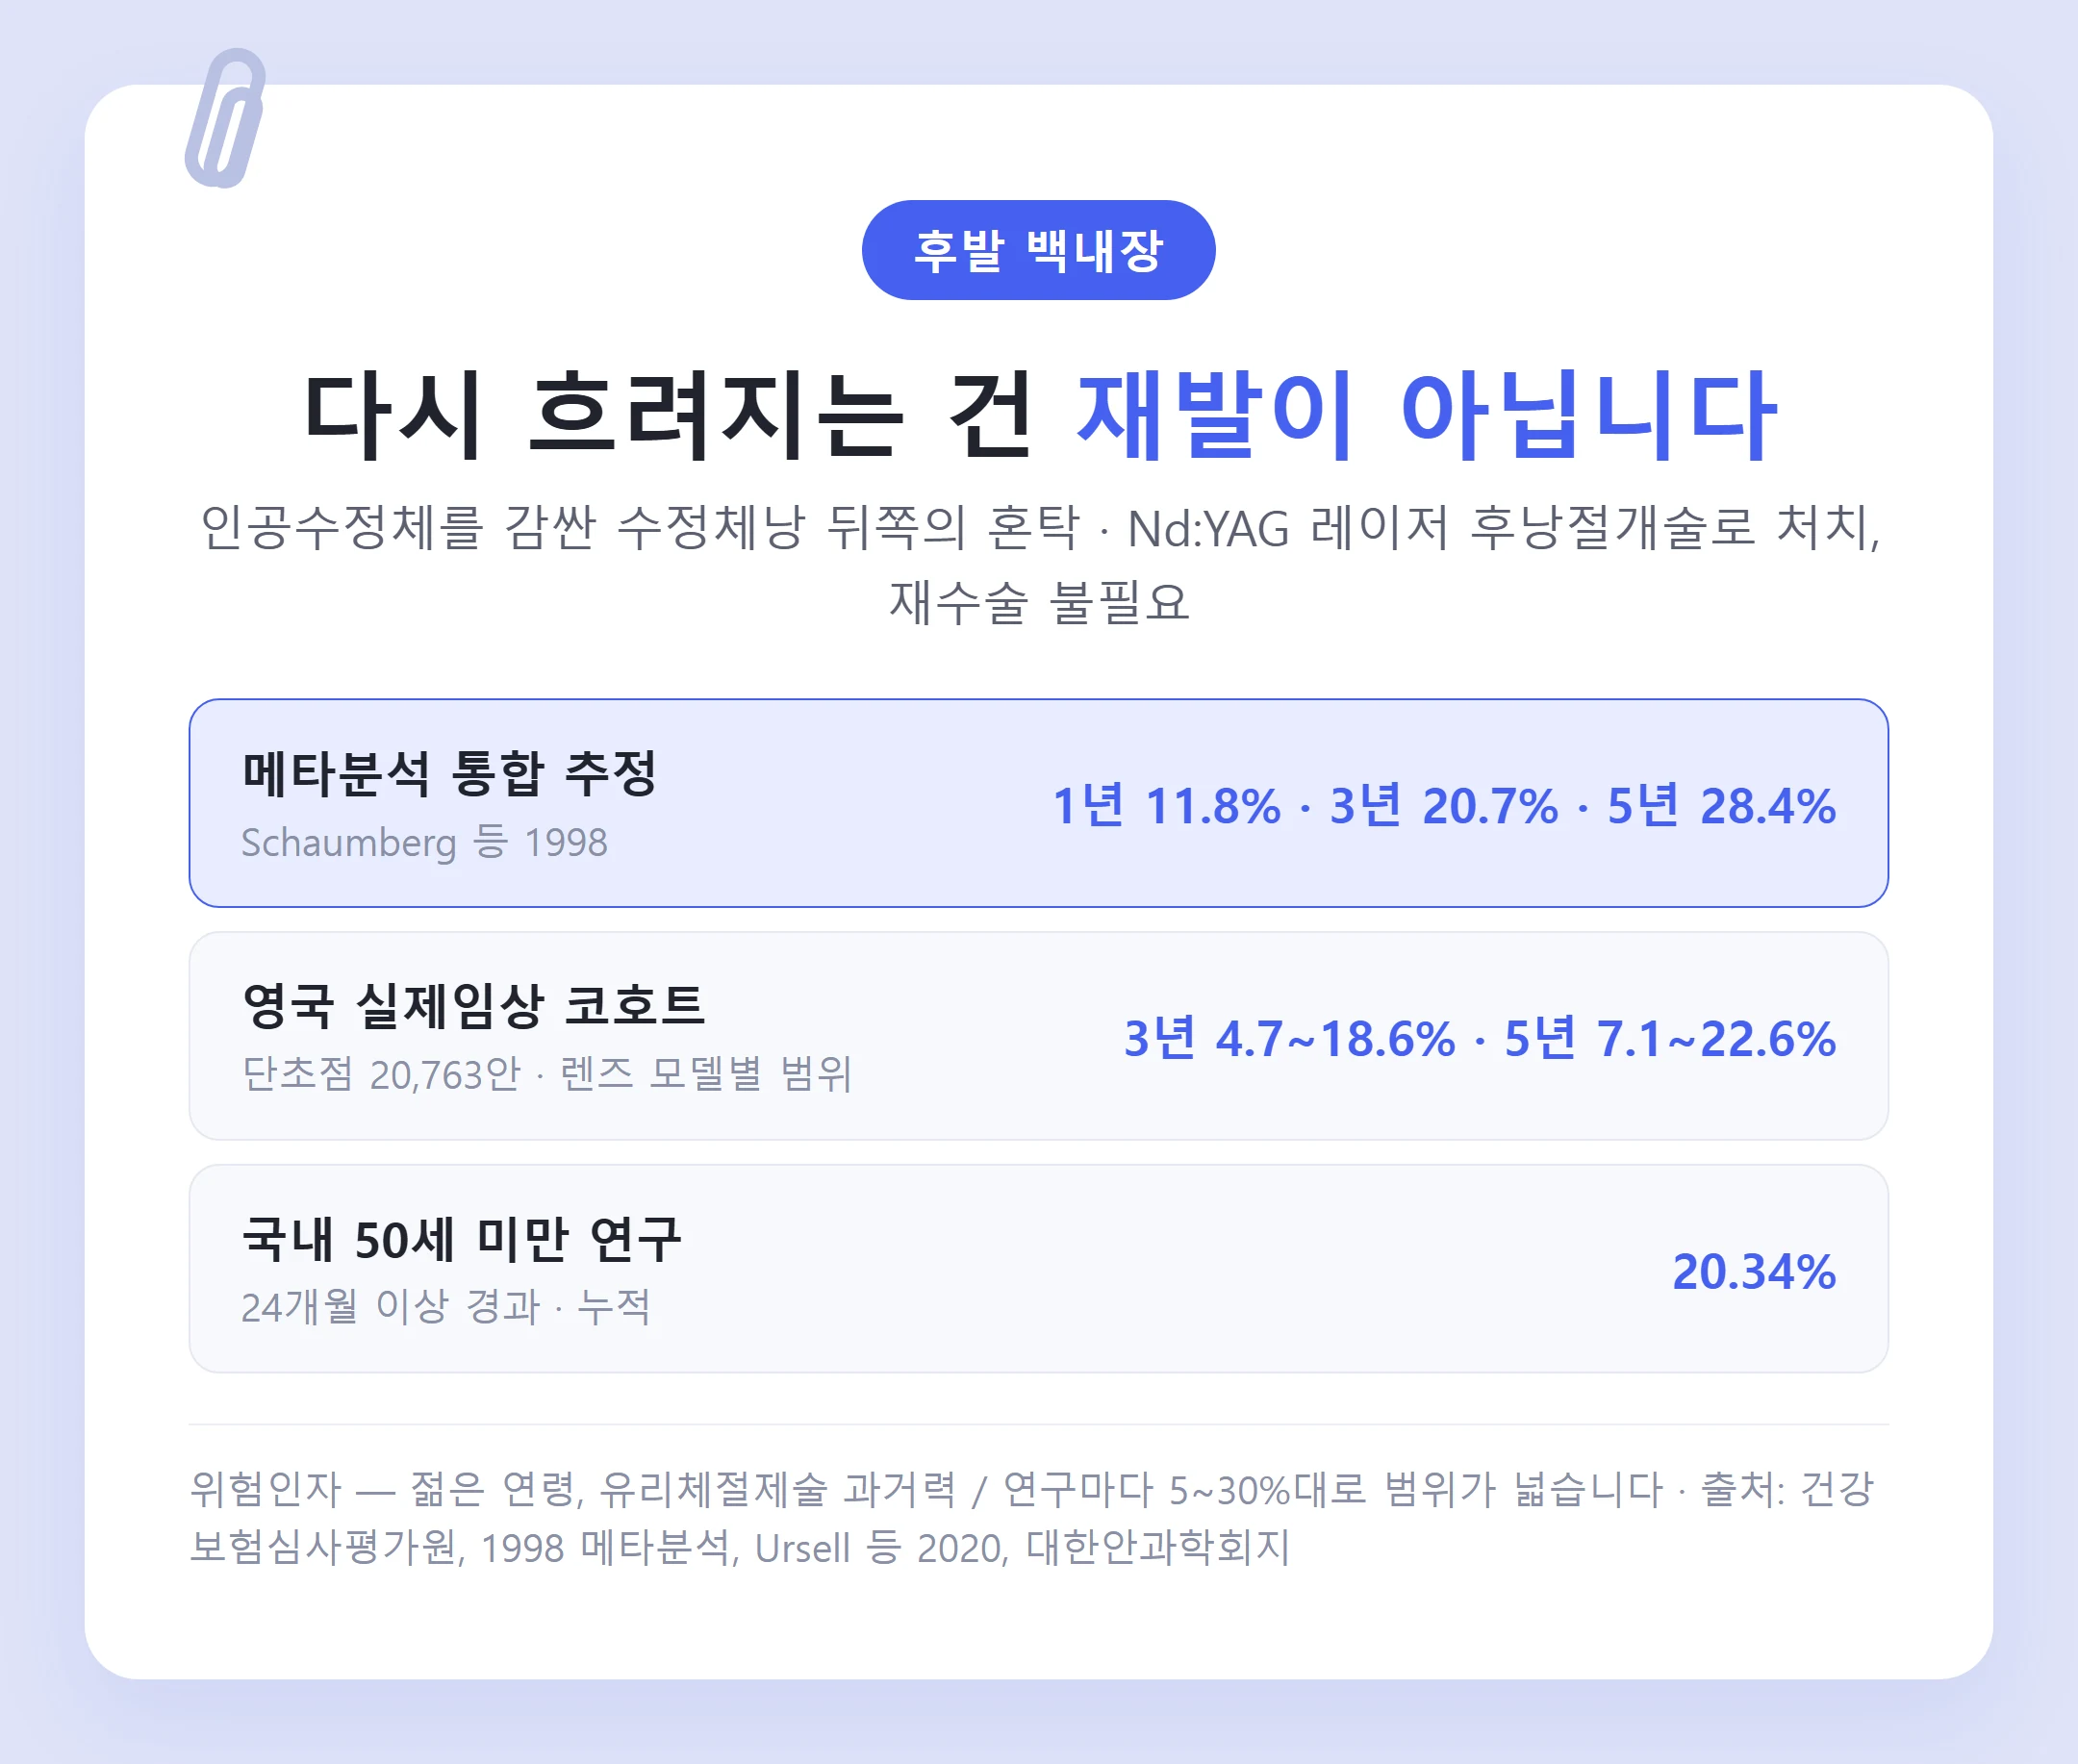 후발 백내장
다시 흐려지는 건 재발이 아닙니다
인공수정체를 감싼 수정체낭 뒤쪽의 혼탁 · Nd:YAG 레이저 후낭절개술로 처치,
재수술 불필요
메타분석 통합 추정
Schaumberg 등 1998
1년 11.8% · 3년 20.7% · 5년 28.4%
영국 실제임상 코호트
단초점 20,763안 · 렌즈 모델별 범위
3년 4.7~18.6% · 5년 7.1~22.6%
국내 50세 미만 연구
24개월 이상 경과 · 누적
20.34%
위험인자 — 젊은 연령, 유리체절제술 과거력 / 연구마다 5~30%대로 범위가 넓습니다 · 출처: 건강
보험심사평가원, 1998 메타분석, Ursell 등 2020, 대한안과학회지